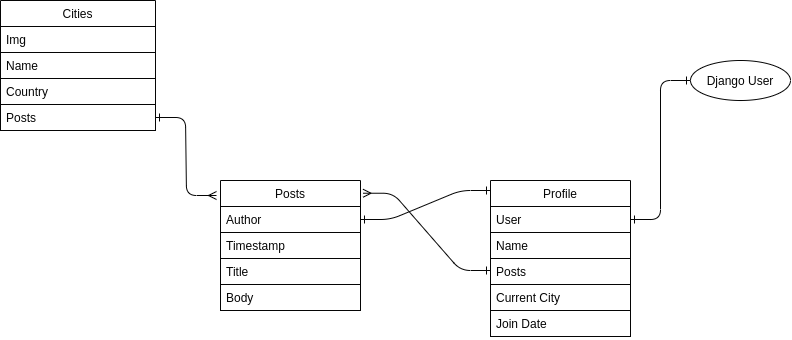 Cities
Img
Name
Country
Posts
Django User
Posts
Author
Timestamp
Title
Body
Profile
User
Name
Posts
Current City
Join Date